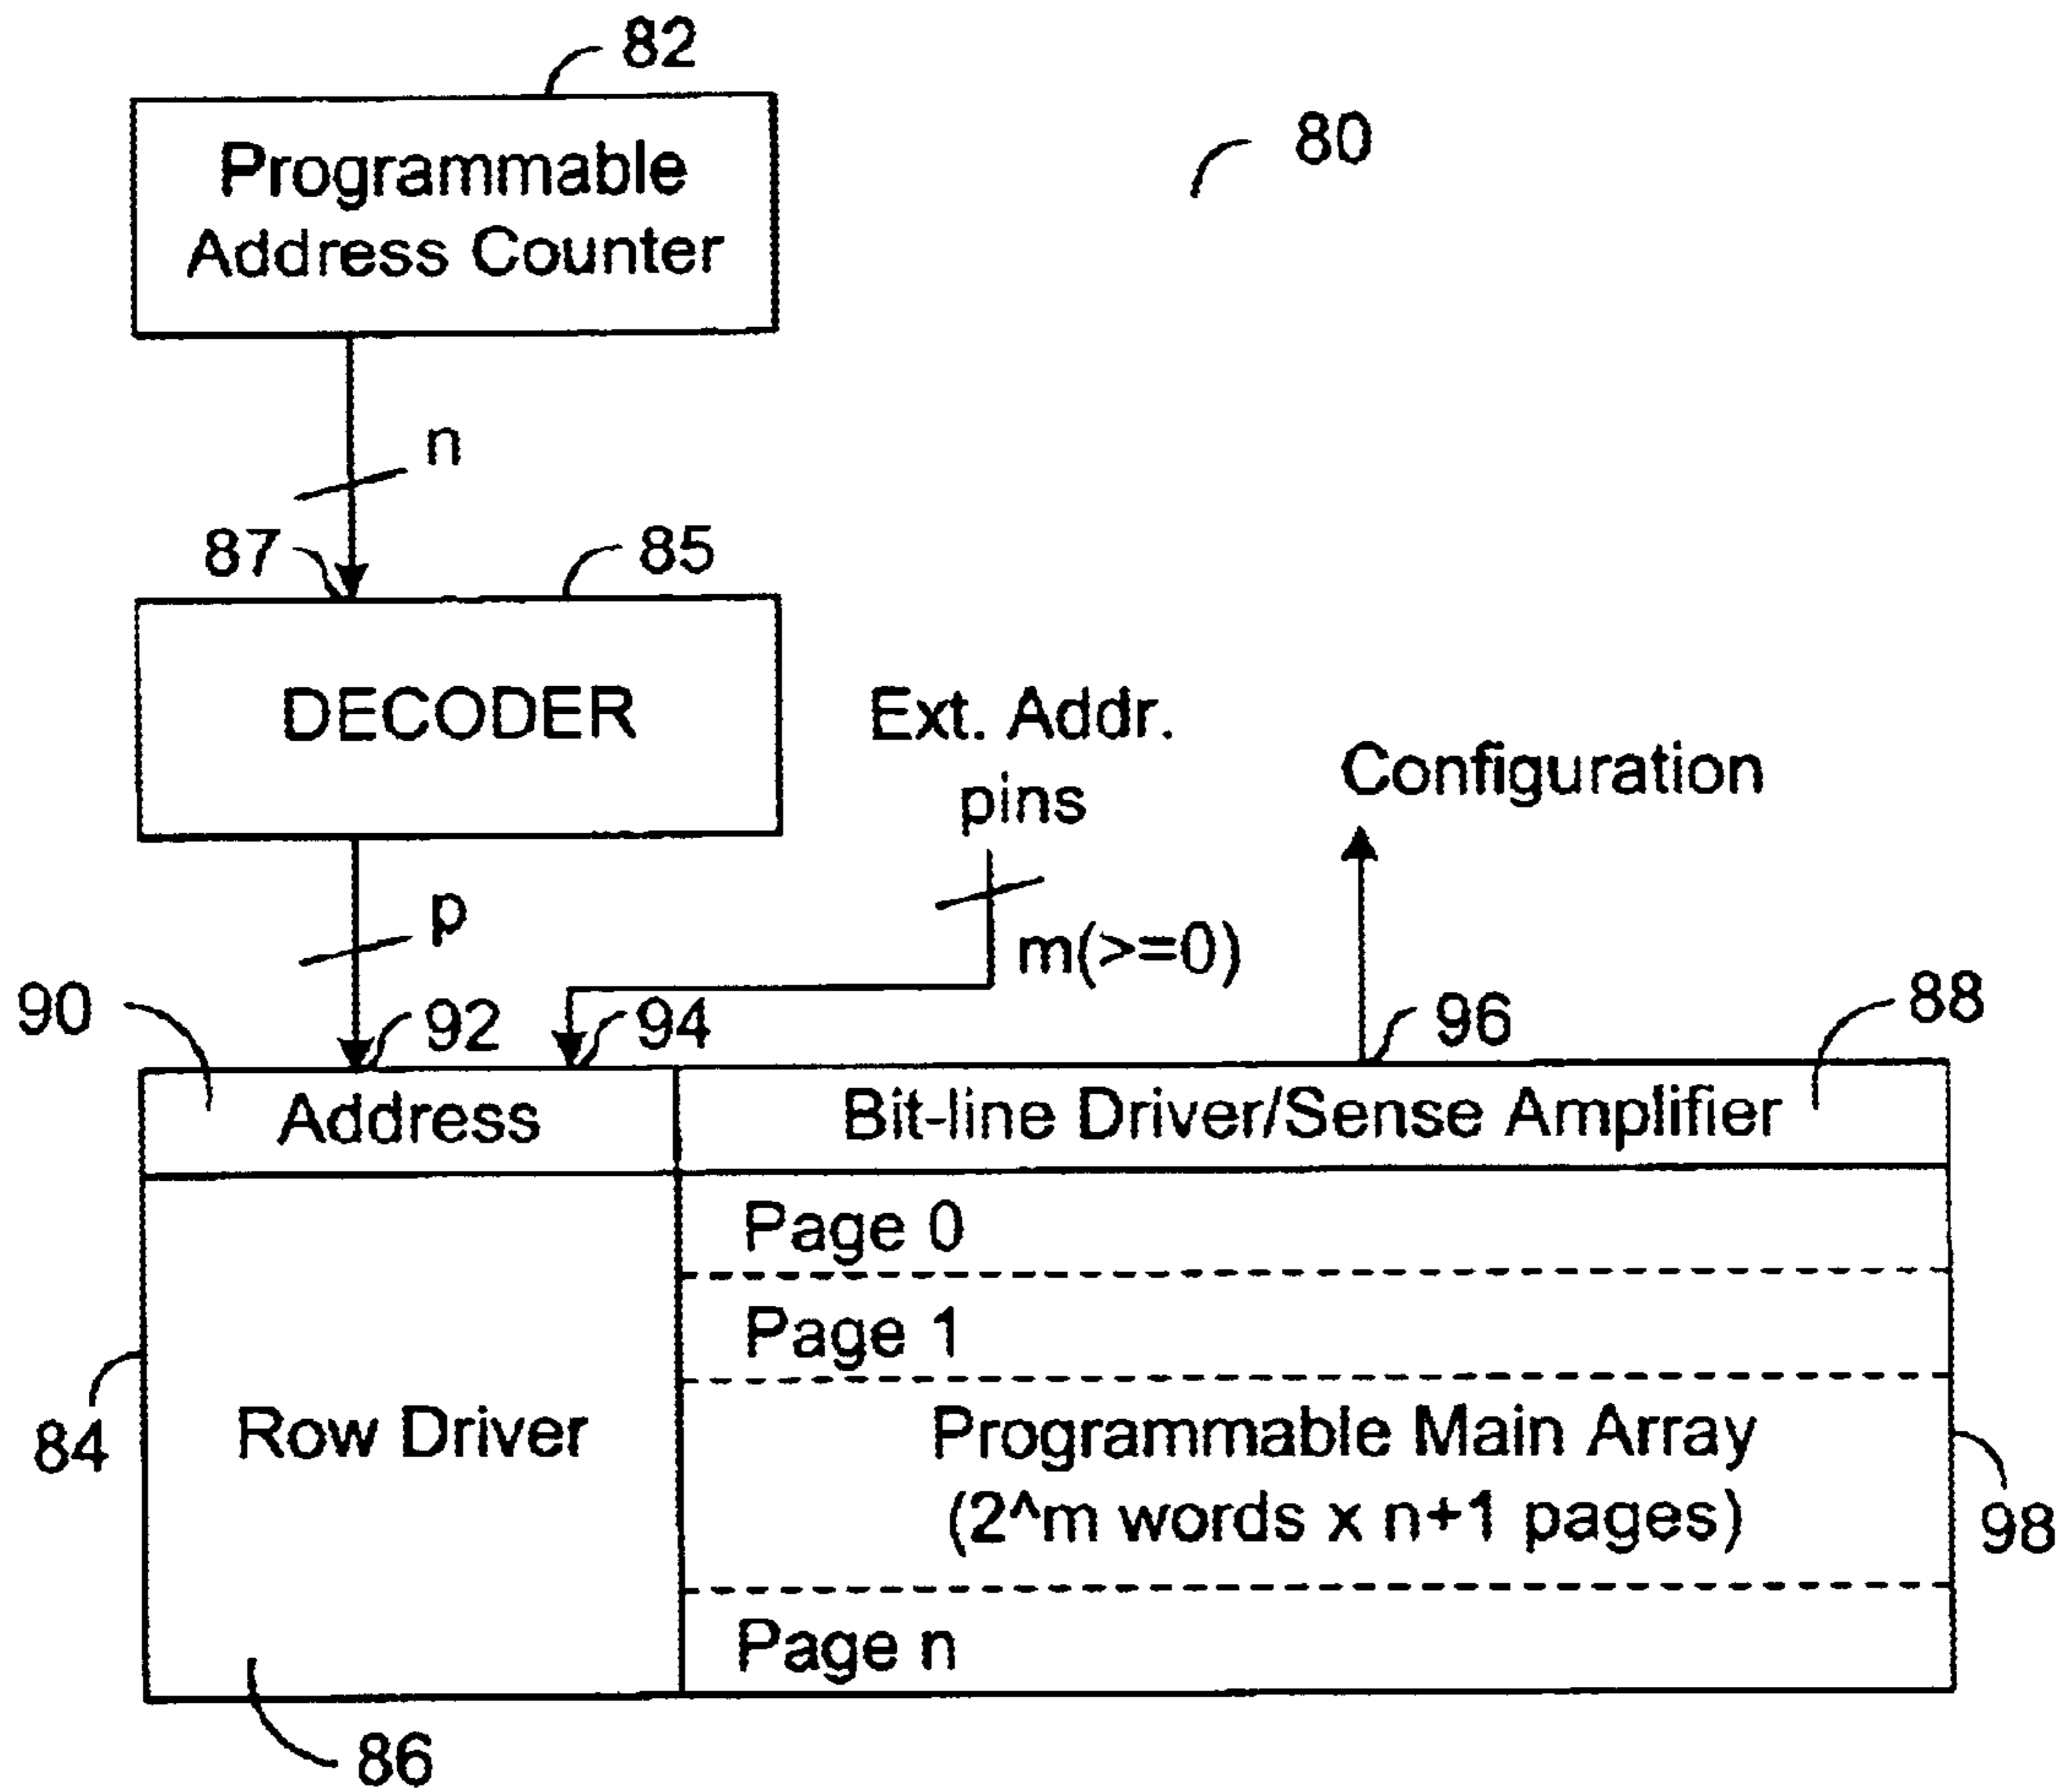 82
80
Programmable
Address Counter
n
87
85
DECODER
Ext. Addr.
pins
Configuration
p
m(>=0)
90
92
94
96
88
Address
Bit-line Driver/Sense Amplifier
Page 0
Page 1
84
Row Driver
Programmable Main Array
(2^m words x n+1 pages)
98
Page n
86